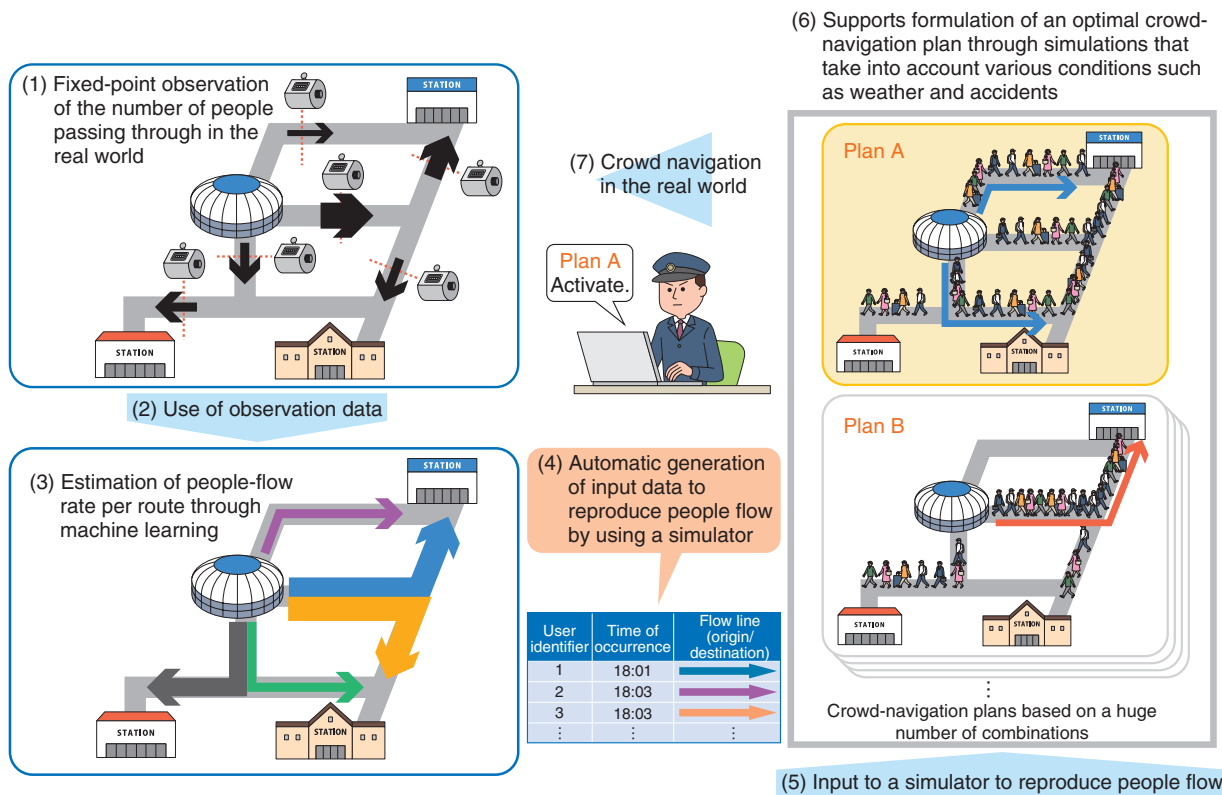 (1) Fixed-point observation
of the number of people
passing through in the
real world
STATION
STATION
STATION
(2) Use of observation data
(3) Estimation of people-flow
rate per route through
machine learning
STATION
STATION
STATION
(4) Automatic generation
of input data to
reproduce people flow
by using a simulator
User
identifier
Time of
occurrence
Flow line
(origin/
destination)
1
18:01
2
18:03
3
18:03
⋮
⋮
⋮
(5) Input to a simulator to reproduce people flow
(6) Supports formulation of an optimal crowd-
navigation plan through simulations that
take into account various conditions such
as weather and accidents
Plan A
STATION
STATION
STATION
Plan B
STATION
STATION
STATION
⋮
Crowd-navigation plans based on a huge
number of combinations
(7) Crowd navigation
in the real world
Plan A
Activate.